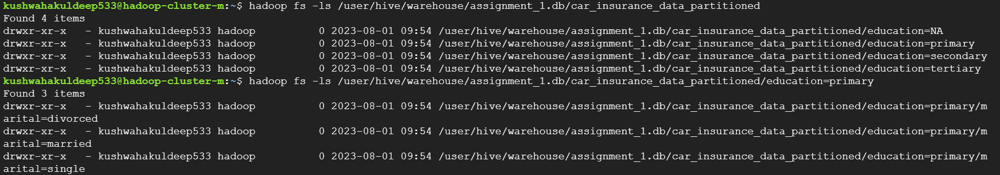 kushwahakuldeep533@hadoop-cluster-m:~$ hadoop fs -ls /user/hive/warehouse/assignment_1.db/car_insurance_data_partitioned
Found 4 items
drwxr-xr-x   - kushwahakuldeep533 hadoop          0 2023-08-01 09:54 /user/hive/warehouse/assignment_1.db/car_insurance_data_partitioned/education=NA
drwxr-xr-x   - kushwahakuldeep533 hadoop          0 2023-08-01 09:54 /user/hive/warehouse/assignment_1.db/car_insurance_data_partitioned/education=primary
drwxr-xr-x   - kushwahakuldeep533 hadoop          0 2023-08-01 09:54 /user/hive/warehouse/assignment_1.db/car_insurance_data_partitioned/education=secondary
drwxr-xr-x   - kushwahakuldeep533 hadoop          0 2023-08-01 09:54 /user/hive/warehouse/assignment_1.db/car_insurance_data_partitioned/education=tertiary
kushwahakuldeep533@hadoop-cluster-m:~$ hadoop fs -ls /user/hive/warehouse/assignment_1.db/car_insurance_data_partitioned/education=primary
Found 3 items
drwxr-xr-x   - kushwahakuldeep533 hadoop          0 2023-08-01 09:54 /user/hive/warehouse/assignment_1.db/car_insurance_data_partitioned/education=primary/m
arital=divorced
drwxr-xr-x   - kushwahakuldeep533 hadoop          0 2023-08-01 09:54 /user/hive/warehouse/assignment_1.db/car_insurance_data_partitioned/education=primary/m
arital=married
drwxr-xr-x   - kushwahakuldeep533 hadoop          0 2023-08-01 09:54 /user/hive/warehouse/assignment_1.db/car_insurance_data_partitioned/education=primary/m
arital=single